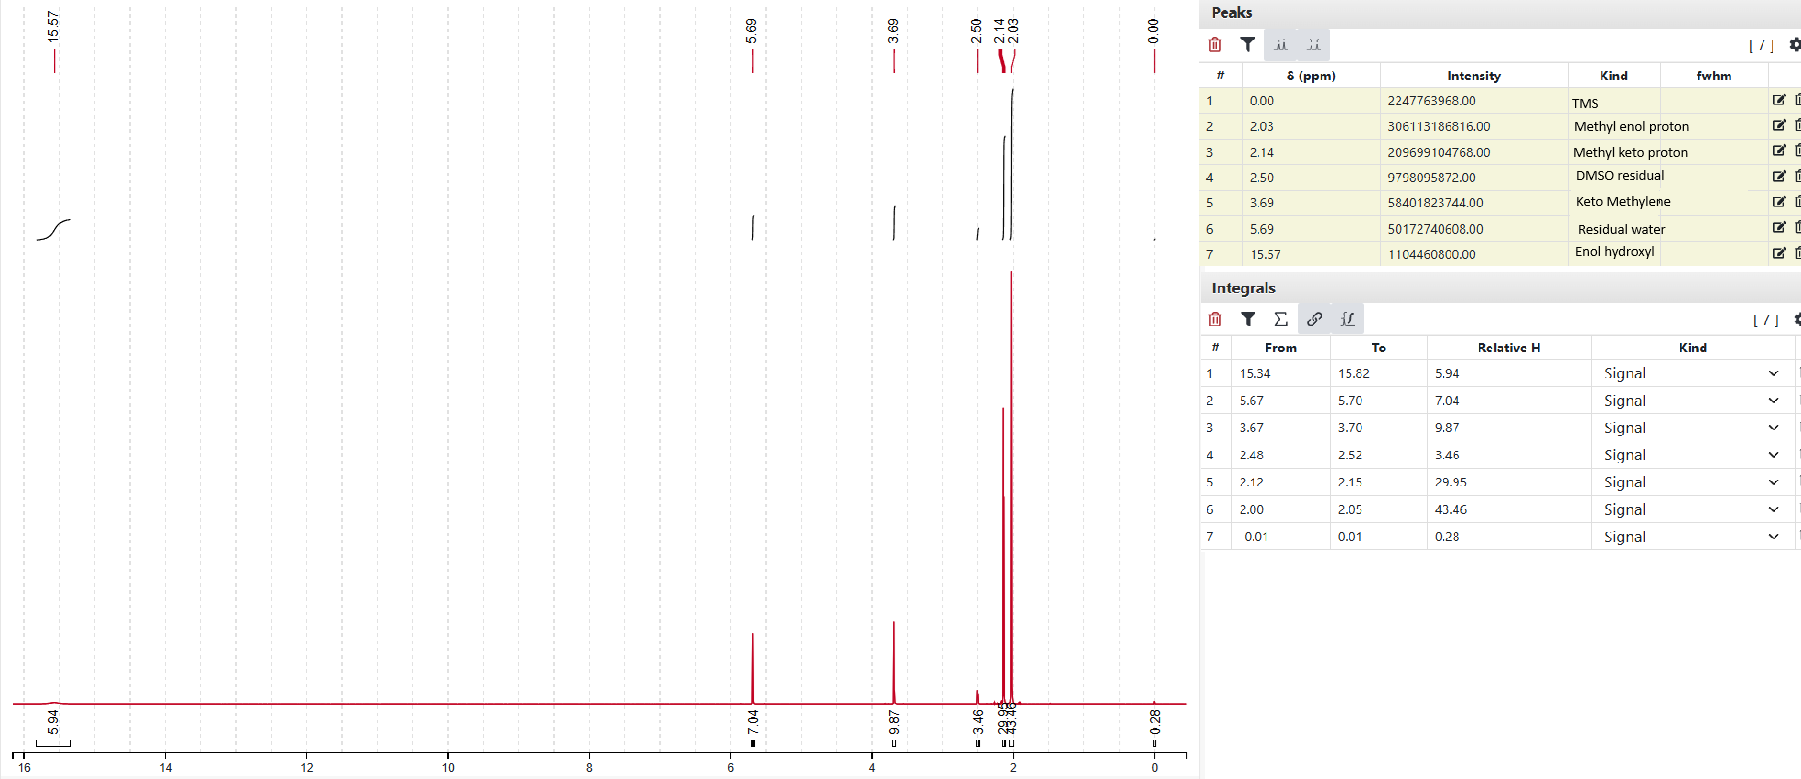 15.57
5.69
3.69
2.50
2.14
2.03
0.00
5.94
7.04
9.87
3.46
29.95
43.46
0.28
16 14 12 10 8 6 4 2 0
Peaks
[ / ]
# δ (ppm) Intensity Kind fwhm
1 0.00 2247763968.00 TMS
2 2.03 306113186816.00 Methyl enol proton
3 2.14 209699104768.00 Methyl keto proton
4 2.50 9798095872.00 DMSO residual
5 3.69 58401823744.00 Keto Methylene
6 5.69 50172740608.00 Residual water
7 15.57 1104460800.00 Enol hydroxyl
Integrals
[ / ]
# From To Relative H Kind
1 15.34 15.82 5.94 Signal
2 5.67 5.70 7.04 Signal
3 3.67 3.70 9.87 Signal
4 2.48 2.52 3.46 Signal
5 2.12 2.15 29.95 Signal
6 2.00 2.05 43.46 Signal
7 0.01 0.01 0.28 Signal